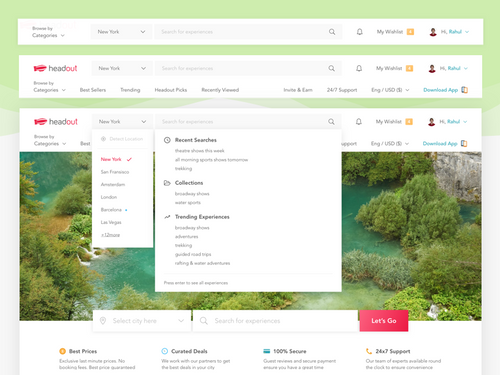 Browse by
Categories
New York
Search for experiences
My Wishlist
Hi, Rahul
headout
New York
Search for experiences
My Wishlist
Hi, Rahul
Browse by
Categories
Best Sellers
Trending
Headout Picks
Recently Viewed
Invite & Earn
24/7 Support
Eng / USD ($)
Download App
headout
New York
Search for experiences
My Wishlist
Hi, Rahul
Browse by
Categories
Eng / USD ($)
Download App
Detect Location
New York
San Fransico
Amsterdam
London
Barcelona
Las Vegas
+12more
Recent Searches
theatre shows this week
all morning sports shows tomorrow
trekking
Collections
broadway shows
water sports
Trending Experiences
broadway shows
adventures
trekking
guided road trips
rafting & water adventures
Press enter to see all experiences
Select city here
Search for experiences
Let's Go
Best Prices
Exclusive last minute prices. No
booking fees. Best price guaranteed
Curated Deals
We work with our partners to get
the best deals in your city
100% Secure
Guest reviews and secure payment
ensure you have a great time
24x7 Support
Our team of experts available round
the clock to ensure convenience